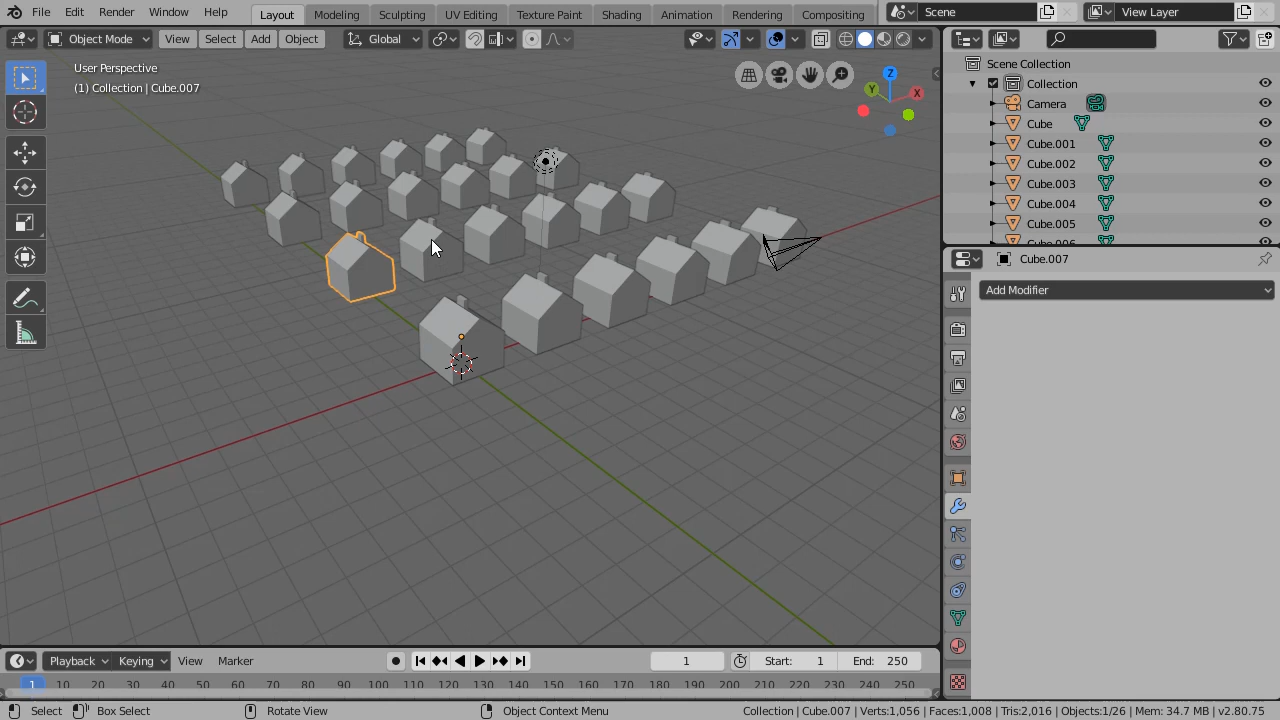 File Edit Render Window Help Layout Modeling Sculpting UV Editing Texture Paint Shading Animation Rendering Compositing Scene View Layer
Object Mode View Select Add Object Global
User Perspective
(1) Collection | Cube.007
Z
Y
X
Scene Collection
Collection
Camera
Cube
Cube.001
Cube.002
Cube.003
Cube.004
Cube.005
Cube.006
Cube.007
Add Modifier
Playback Keying View Marker 1 Start: 1 End: 250
1 10 20 30 40 50 60 70 80 90 100 110 120 130 140 150 160 170 180 190 200 210 220 230 240 250
Select Box Select Rotate View Object Context Menu Collection | Cube.007 | Verts:1,056 | Faces:1,008 | Tris:2,016 | Objects:1/26 | Mem: 34.7 MB | v2.80.75